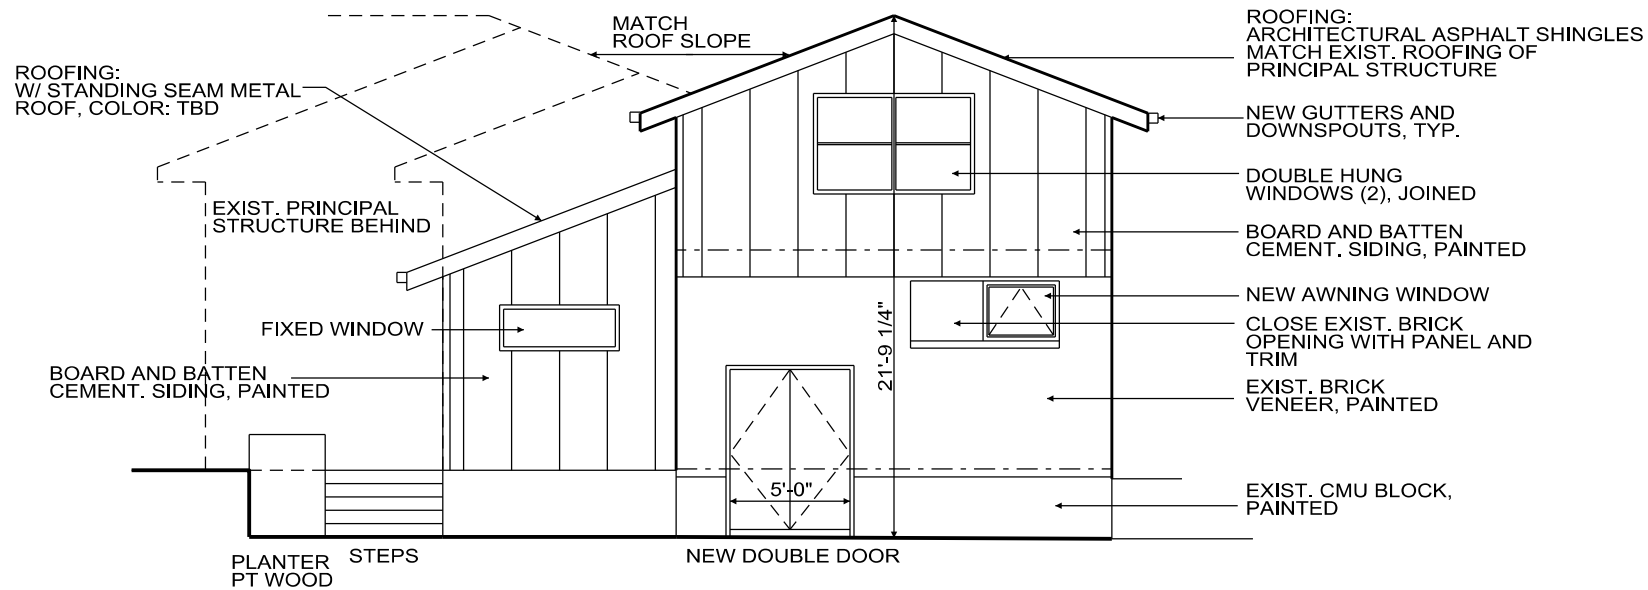 MATCH
ROOF SLOPE
ROOFING:
ARCHITECTURAL ASPHALT SHINGLES
MATCH EXIST. ROOFING OF
PRINCIPAL STRUCTURE
ROOFING:
W/ STANDING SEAM METAL
ROOF, COLOR: TBD
NEW GUTTERS AND
DOWNSPOUTS, TYP.
DOUBLE HUNG
WINDOWS (2), JOINED
EXIST. PRINCIPAL
STRUCTURE BEHIND
BOARD AND BATTEN
CEMENT. SIDING, PAINTED
NEW AWNING WINDOW
FIXED WINDOW
CLOSE EXIST. BRICK
OPENING WITH PANEL AND
TRIM
21'-9 1/4"
BOARD AND BATTEN
CEMENT. SIDING, PAINTED
EXIST. BRICK
VENEER, PAINTED
5'-0"
EXIST. CMU BLOCK,
PAINTED
PLANTER
PT WOOD
STEPS
NEW DOUBLE DOOR